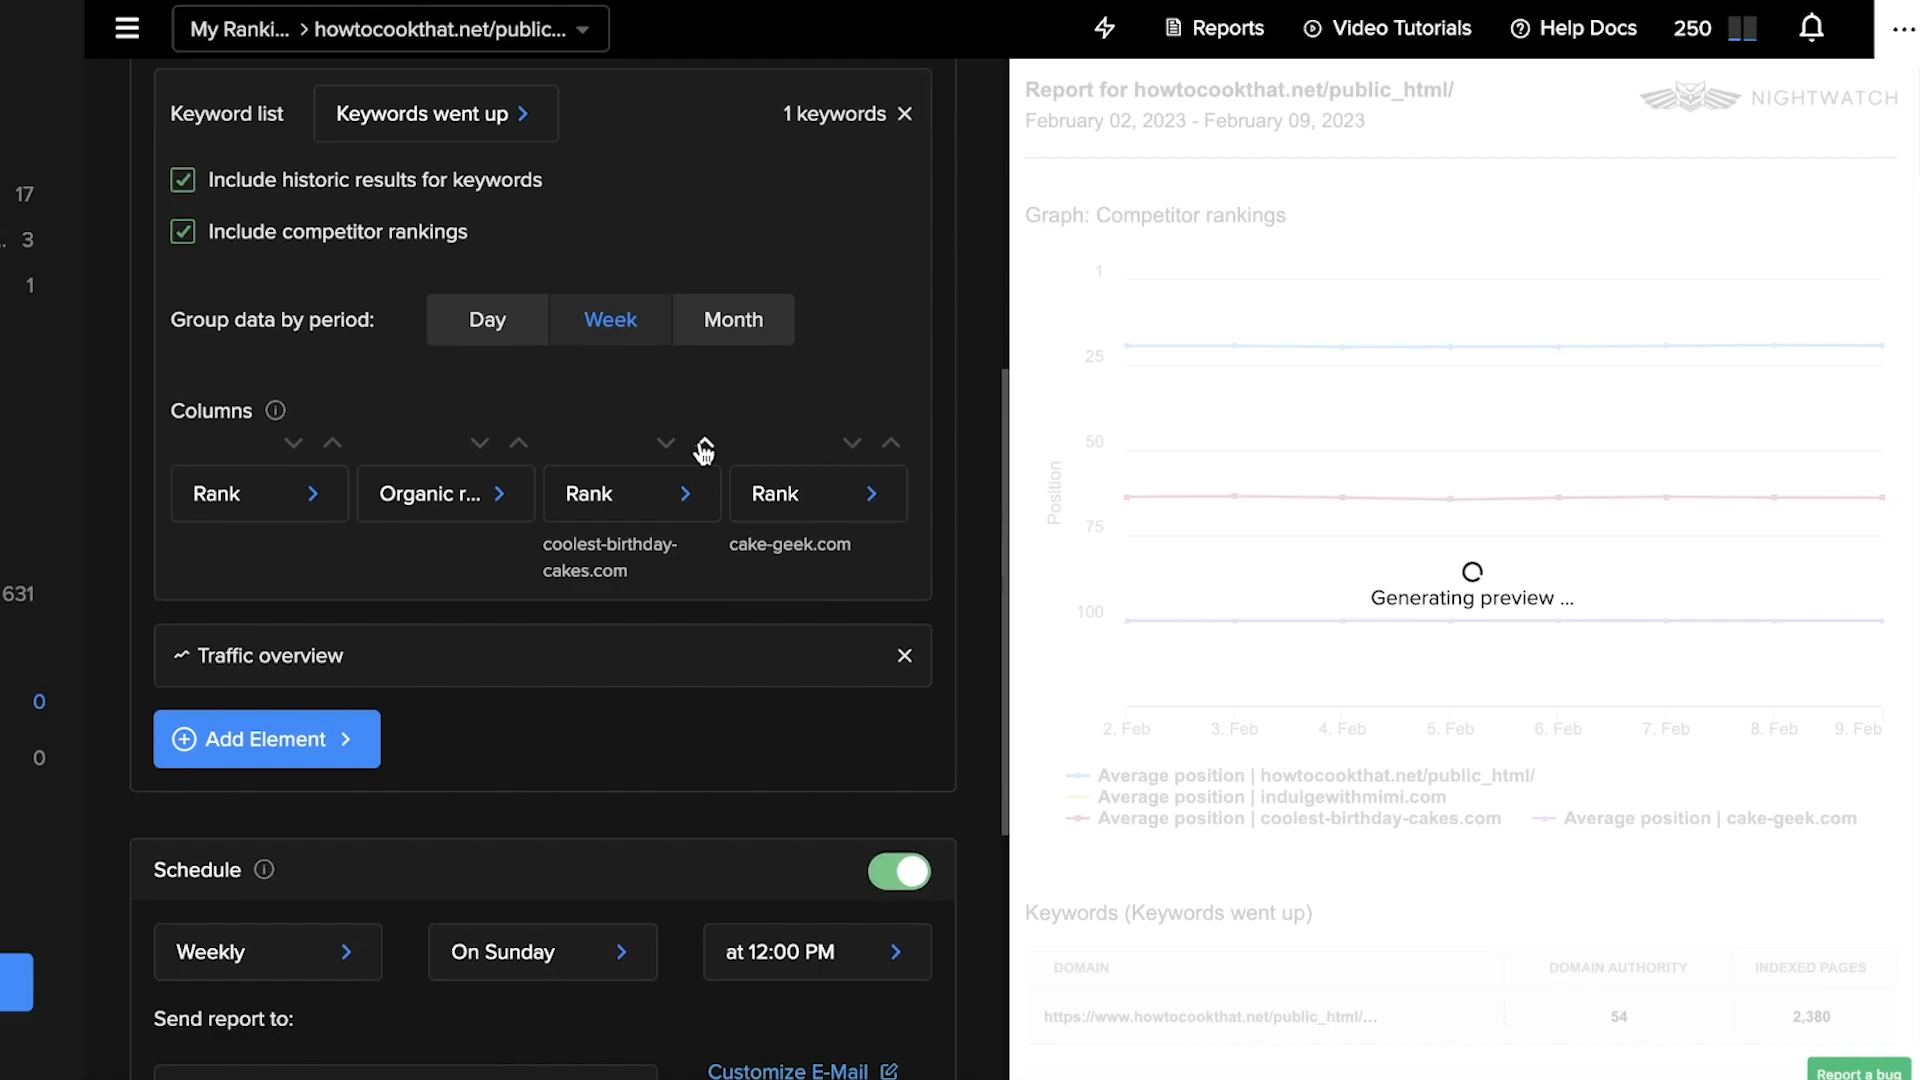 My Ranki... > howtocookthat.net/public...
Reports
Video Tutorials
Help Docs
250
...
17
.. 3
1
631
0
0
Keyword list
Keywords went up
1 keywords
Include historic results for keywords
Include competitor rankings
Group data by period:
Day
Week
Month
Columns
Rank
Organic r...
Rank
Rank
coolest-birthday-
cakes.com
cake-geek.com
Traffic overview
Add Element
Schedule
Weekly
On Sunday
at 12:00 PM
Send report to:
Customize E-Mail
Report for howtocookthat.net/public_html/
February 02, 2023 - February 09, 2023
NIGHTWATCH
Graph: Competitor rankings
Position
1
25
50
75
100
Generating preview ...
2. Feb
3. Feb
4. Feb
5. Feb
6. Feb
7. Feb
8. Feb
9. Feb
Average position | howtocookthat.net/public_html/
Average position | indulgewithmimi.com
Average position | coolest-birthday-cakes.com
Average position | cake-geek.com
Keywords (Keywords went up)
DOMAIN
DOMAIN AUTHORITY
INDEXED PAGES
https://www.howtocookthat.net/public_html/...
54
2,380
Report a bug